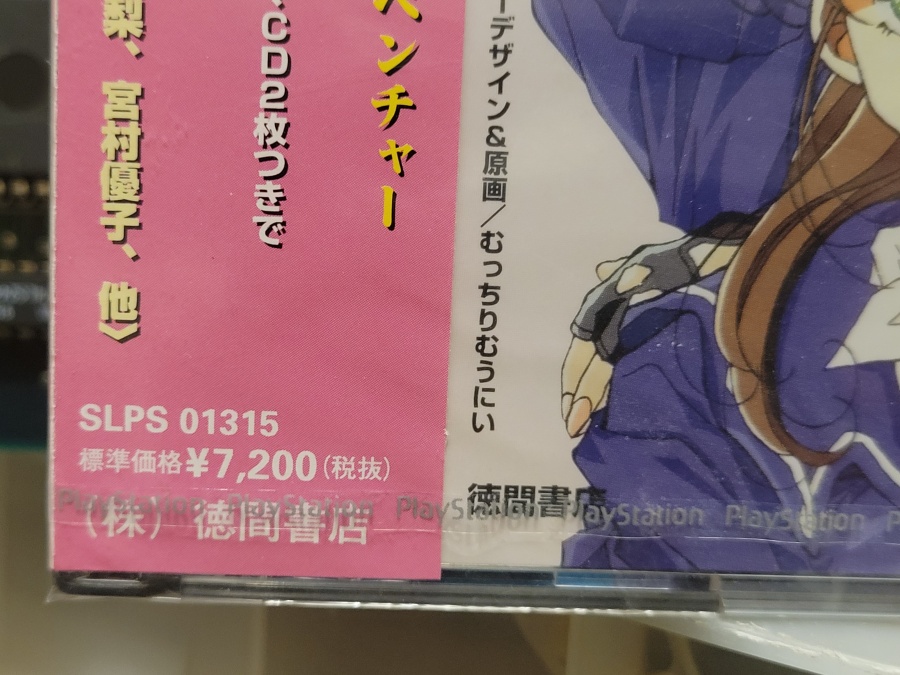 ベンチャー
、CD2枚つきで
梨、宮村優子、他〉
SLPS 01315
標準価格¥7,200(税抜)
(株)徳間書店
ーデザイン&原画/むっちりむうにい
徳間書店
PlayStation PlayStation PlayStation PlayStation PlayStation P